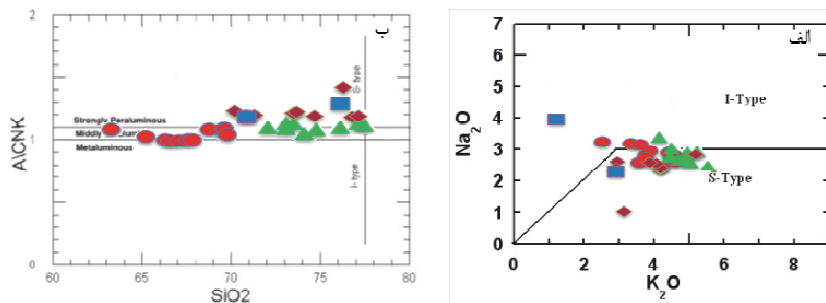 ب
2
1
0
A\CNK
60
65
70
75
80
SiO2
Strongly Peraluminous
Metaluminous
S- type
I- type
الف
7
6
5
4
3
2
1
0
Na₂O
0
2
4
6
8
K₂O
I-Type
S-Type